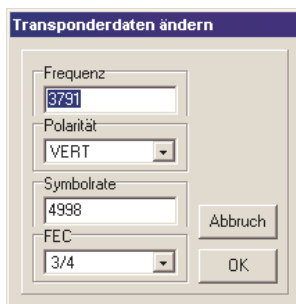 Transponderdaten ändern
Frequenz
3791
Polarität
VERT
Symbolrate
4998
FEC
3/4
Abbruch
OK